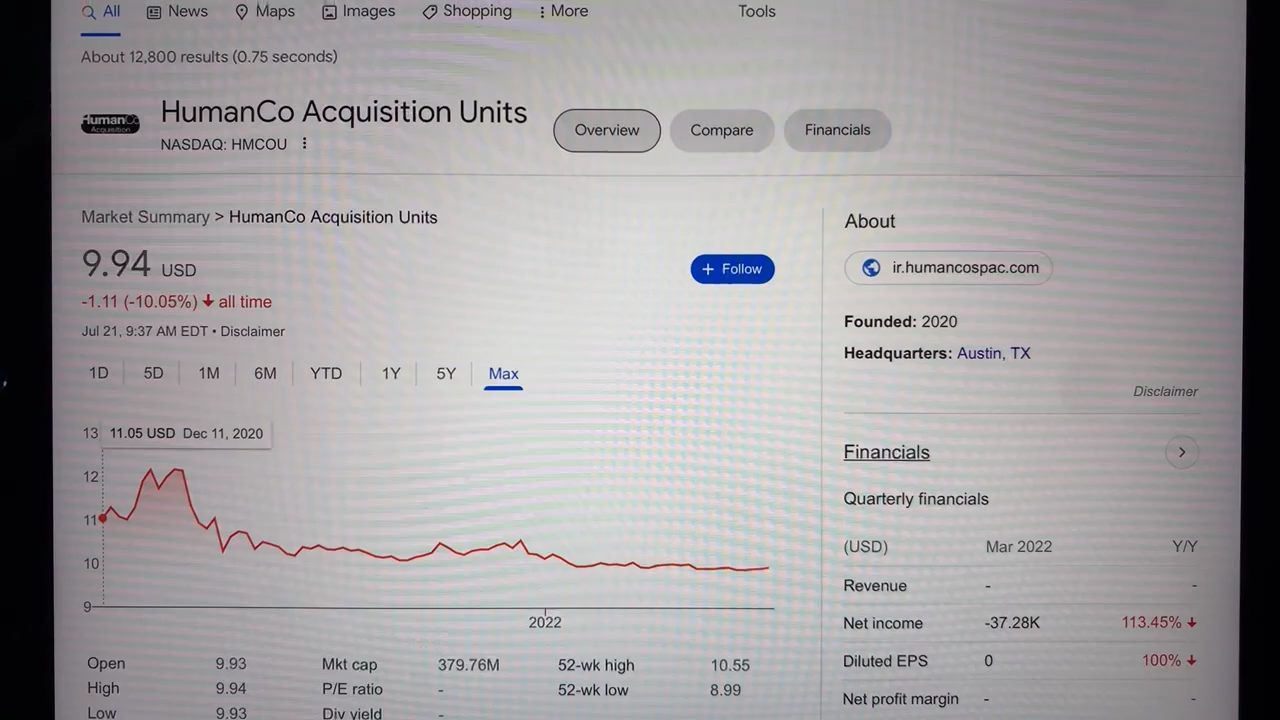 All News Maps Images Shopping More Tools
About 12,800 results (0.75 seconds)
HumanCo
Acquisition
HumanCo Acquisition Units
NASDAQ: HMCOU
Overview Compare Financials
Market Summary > HumanCo Acquisition Units
9.94 USD
+ Follow
-1.11 (-10.05%) all time
Jul 21, 9:37 AM EDT • Disclaimer
1D 5D 1M 6M YTD 1Y 5Y Max
11.05 USD Dec 11, 2020
13
12
11
10
9
2022
Open 9.93 Mkt cap 379.76M 52-wk high 10.55
High 9.94 P/E ratio - 52-wk low 8.99
Low 9.93 Div yield -
About
ir.humancospac.com
Founded: 2020
Headquarters: Austin, TX
Disclaimer
Financials
Quarterly financials
(USD) Mar 2022 Y/Y
Revenue - -
Net income -37.28K 113.45%
Diluted EPS 0 100%
Net profit margin - -